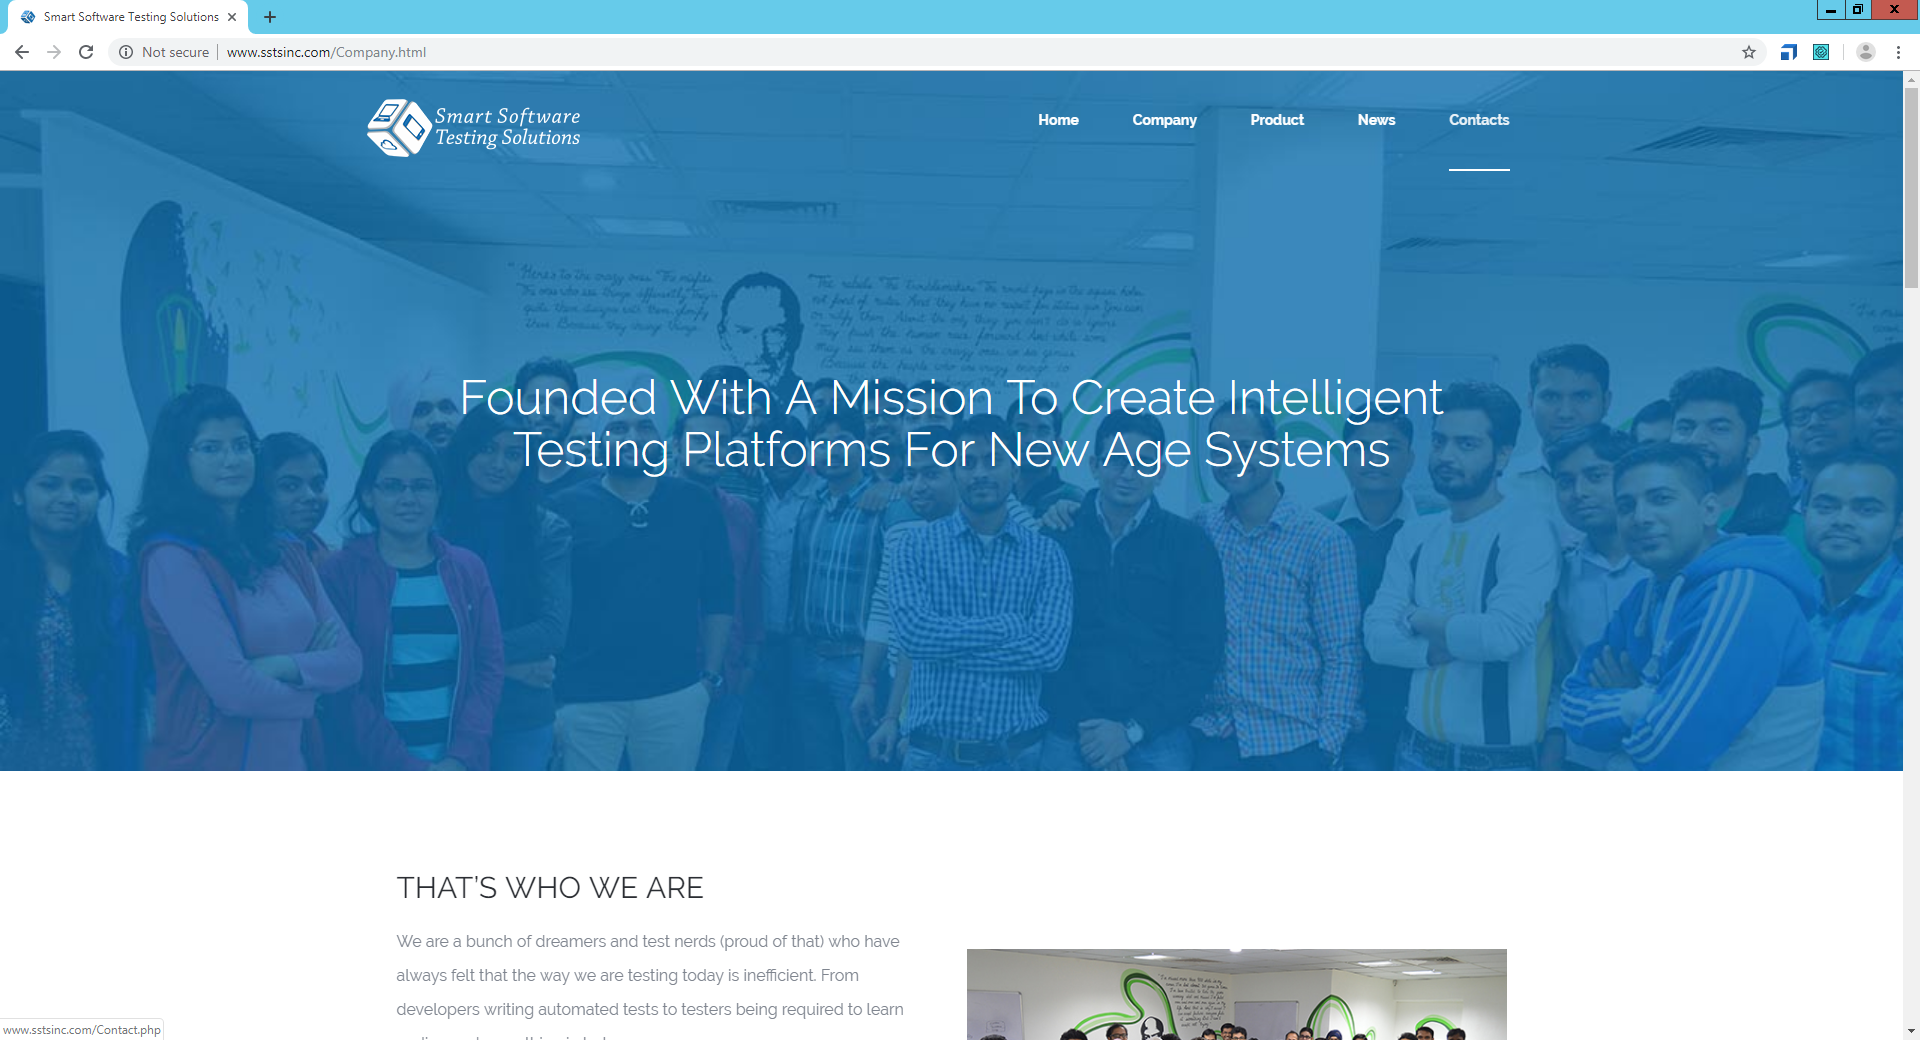 Smart Software Testing Solutions
Not secure
www.sstsinc.com/Company.html
Smart Software
Testing Solutions
Home
Company
Product
News
Contacts
Founded With A Mission To Create Intelligent
Testing Platforms For New Age Systems
THAT'S WHO WE ARE
We are a bunch of dreamers and test nerds (proud of that) who have
always felt that the way we are testing today is inefficient. From
developers writing automated tests to testers being required to learn
www.sstsinc.com/Contact.php